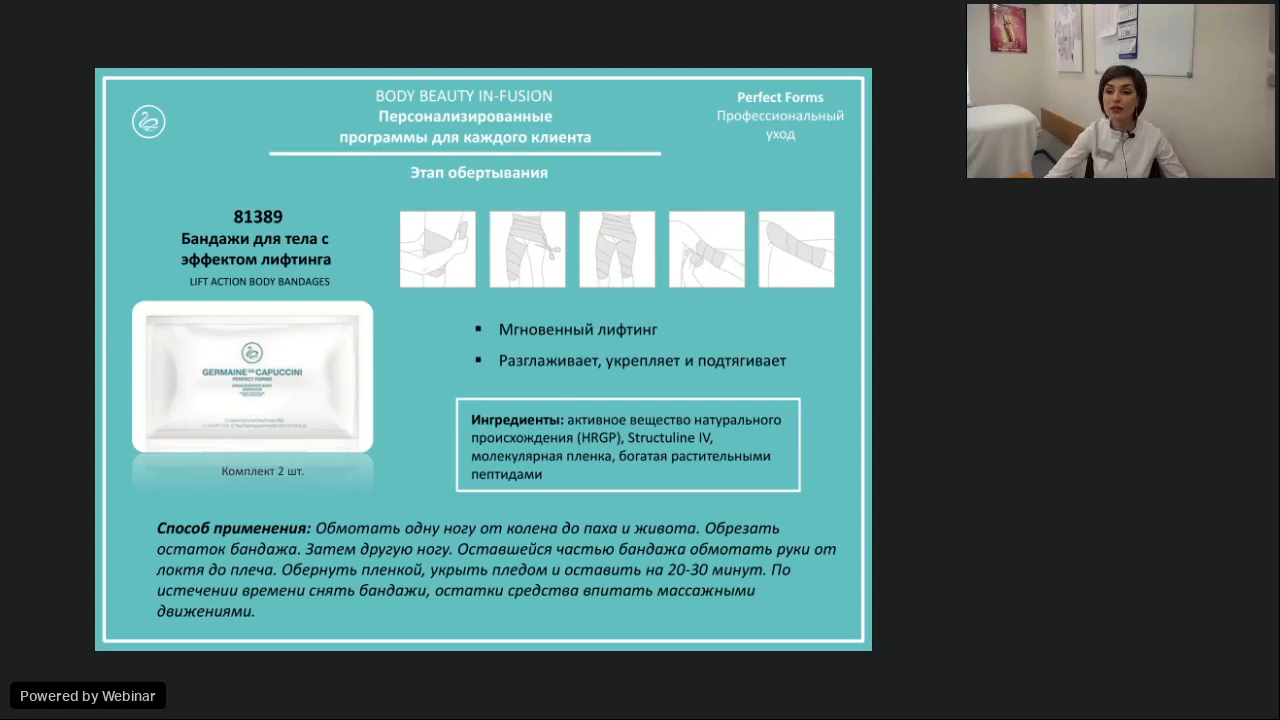 BODY BEAUTY IN-FUSION
Персонализированные
программы для каждого клиента
Perfect Forms
Профессиональный
уход
Этап обертывания
81389
Бандажи для тела с
эффектом лифтинга
LIFT ACTION BODY BANDAGES
GERMAINE DE CAPUCCINI
PERFECT FORMS
Комплект 2 шт.
▪ Мгновенный лифтинг
▪ Разглаживает, укрепляет и подтягивает
Ингредиенты: активное вещество натурального
происхождения (HRGP), Structuline IV,
молекулярная пленка, богатая растительными
пептидами
Способ применения: Обмотать одну ногу от колена до паха и живота. Обрезать
остаток бандажа. Затем другую ногу. Оставшейся частью бандажа обмотать руки от
локтя до плеча. Обернуть пленкой, укрыть пледом и оставить на 20-30 минут. По
истечении времени снять бандажи, остатки средства впитать массажными
движениями.
Powered by Webinar